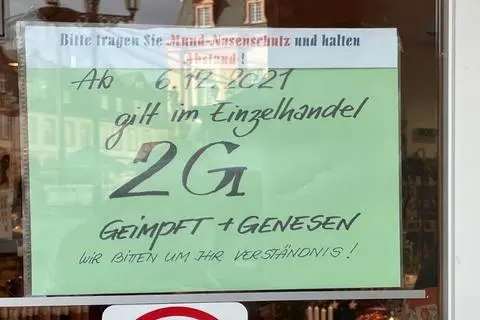 Bitte tragen Sie Mund-Nasenschutz und halten
Abstand !
Ab 6.12.2021
gilt im Einzelhandel
2G
GEIMPFT + GENESEN
WIR BITTEN UM IHR VERSTÄNDNIS !